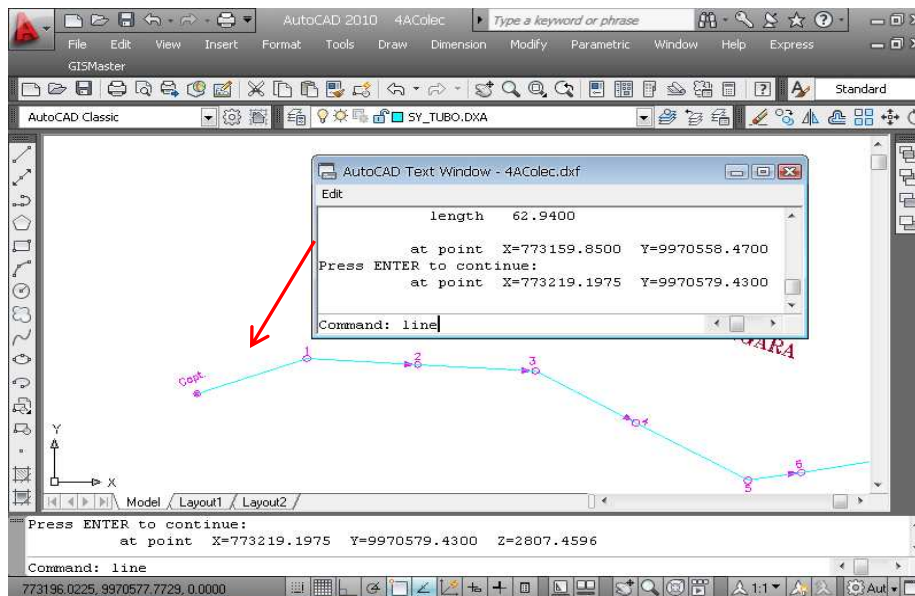 AutoCAD 2010 4AColec Type a keyword or phrase
File Edit View Insert Format Tools Draw Dimension Modify Parametric Window Help Express
GISMaster
Standard
AutoCAD Classic SY_TUBO.DXA
AutoCAD Text Window - 4AColec.dxf
Edit
length 62.9400
at point X=773159.8500 Y=9970558.4700
Press ENTER to continue:
at point X=773219.1975 Y=9970579.4300
Command: line
Capt.
1
2
3
4
5
6
Y
X
Model Layout1 Layout2
Press ENTER to continue:
at point X=773219.1975 Y=9970579.4300 Z=2807.4596
Command: line
773196.0225, 9970577.7729, 0.0000 1:1 Aut